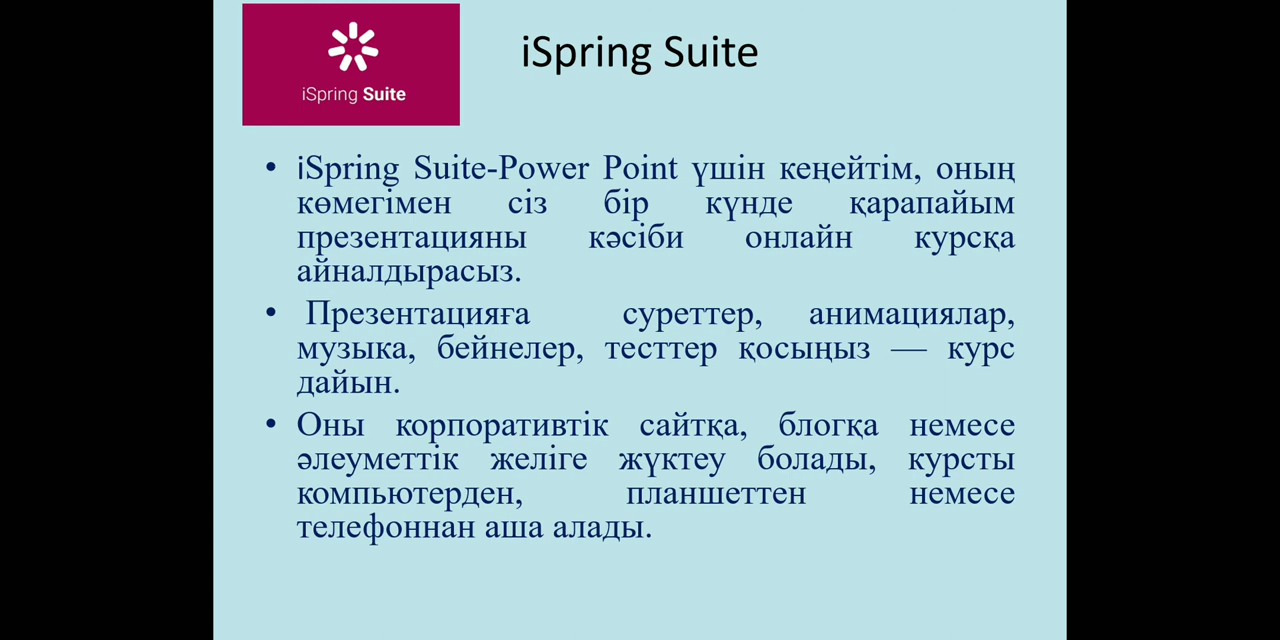 iSpring Suite
iSpring Suite
• iSpring Suite-Power Point үшін кеңейтім, оның
көмегімен сіз бір күнде қарапайым
презентацияны кәсіби онлайн курсқа
айналдырасыз.
• Презентацияға суреттер, анимациялар,
музыка, бейнелер, тесттер қосыңыз — курс
дайын.
• Оны корпоративтік сайтқа, блогқа немесе
әлеуметтік желіге жүктеу болады, курсты
компьютерден, планшеттен немесе
телефоннан аша алады.